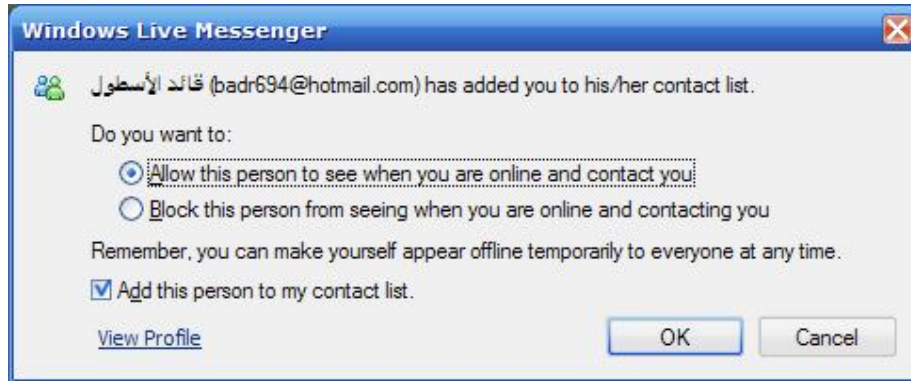 Windows Live Messenger
قائد الأسطول (badr694@hotmail.com) has added you to his/her contact list.
Do you want to:
Allow this person to see when you are online and contact you
Block this person from seeing when you are online and contacting you
Remember, you can make yourself appear offline temporarily to everyone at any time.
Add this person to my contact list.
View Profile OK Cancel